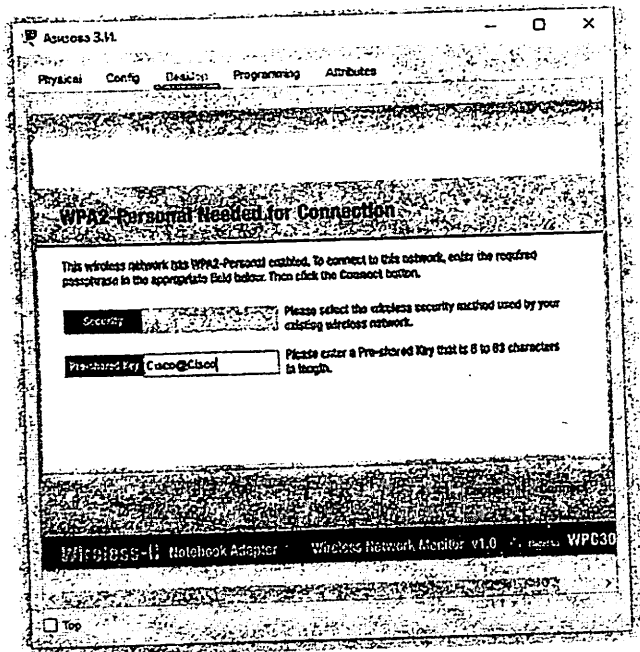 3.И.
Physical Config Desktop Programming Attributes
WPA2-Personal Needed for Connection
This wireless network has WPA2-Personal enabled. To connect to this network, enter the required
passphrase in the appropriate field below. Then click the Connect button.
Security
Please select the wireless security method used by your
existing wireless network.
Pre-shared Key
Cisco@Cisco
Please enter a Pre-shared Key that is 8 to 63 characters
in length.
Notebook Adapter Wireless Network Monitor v1.0 WPC30
Top